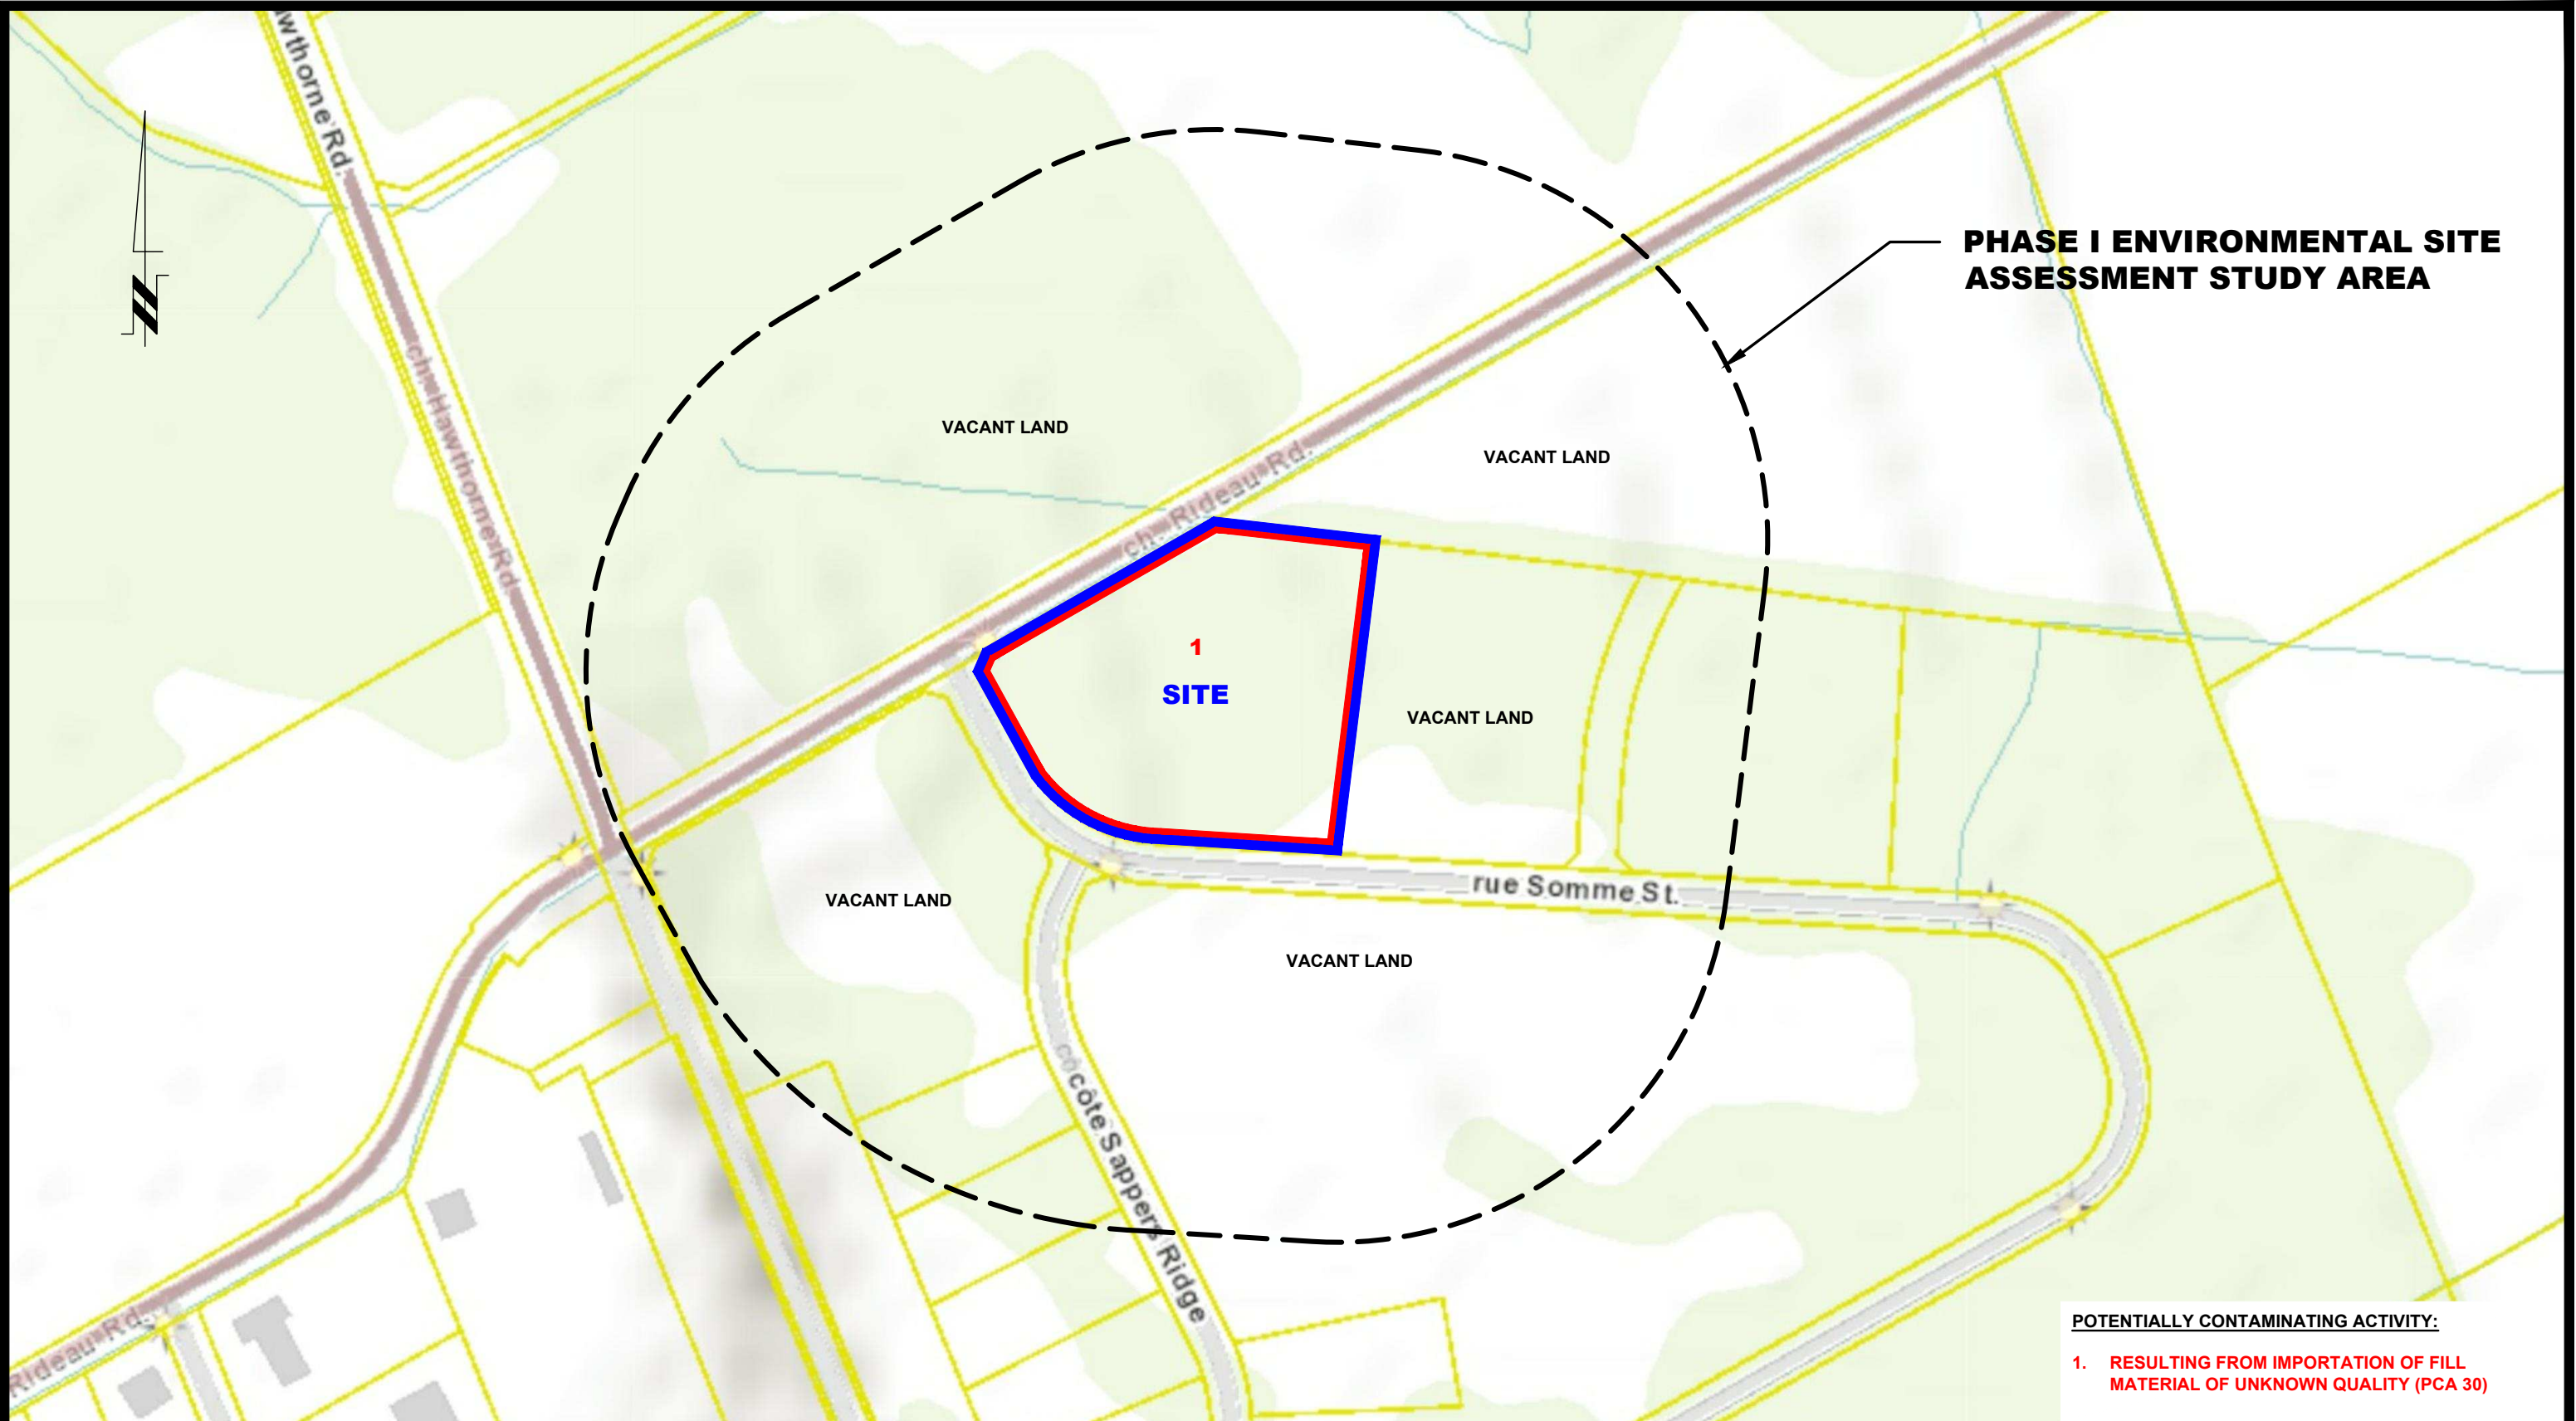 awthorne Rd.
PHASE I ENVIRONMENTAL SITE
ASSESSMENT STUDY AREA
N
ch. Hawthorne Rd.
VACANT LAND
VACANT LAND
ch. Rideau Rd.
1
SITE
VACANT LAND
rue Somme St.
VACANT LAND
VACANT LAND
côte Sappers Ridge
Rideau Rd.
POTENTIALLY CONTAMINATING ACTIVITY:
1. RESULTING FROM IMPORTATION OF FILL
MATERIAL OF UNKNOWN QUALITY (PCA 30)